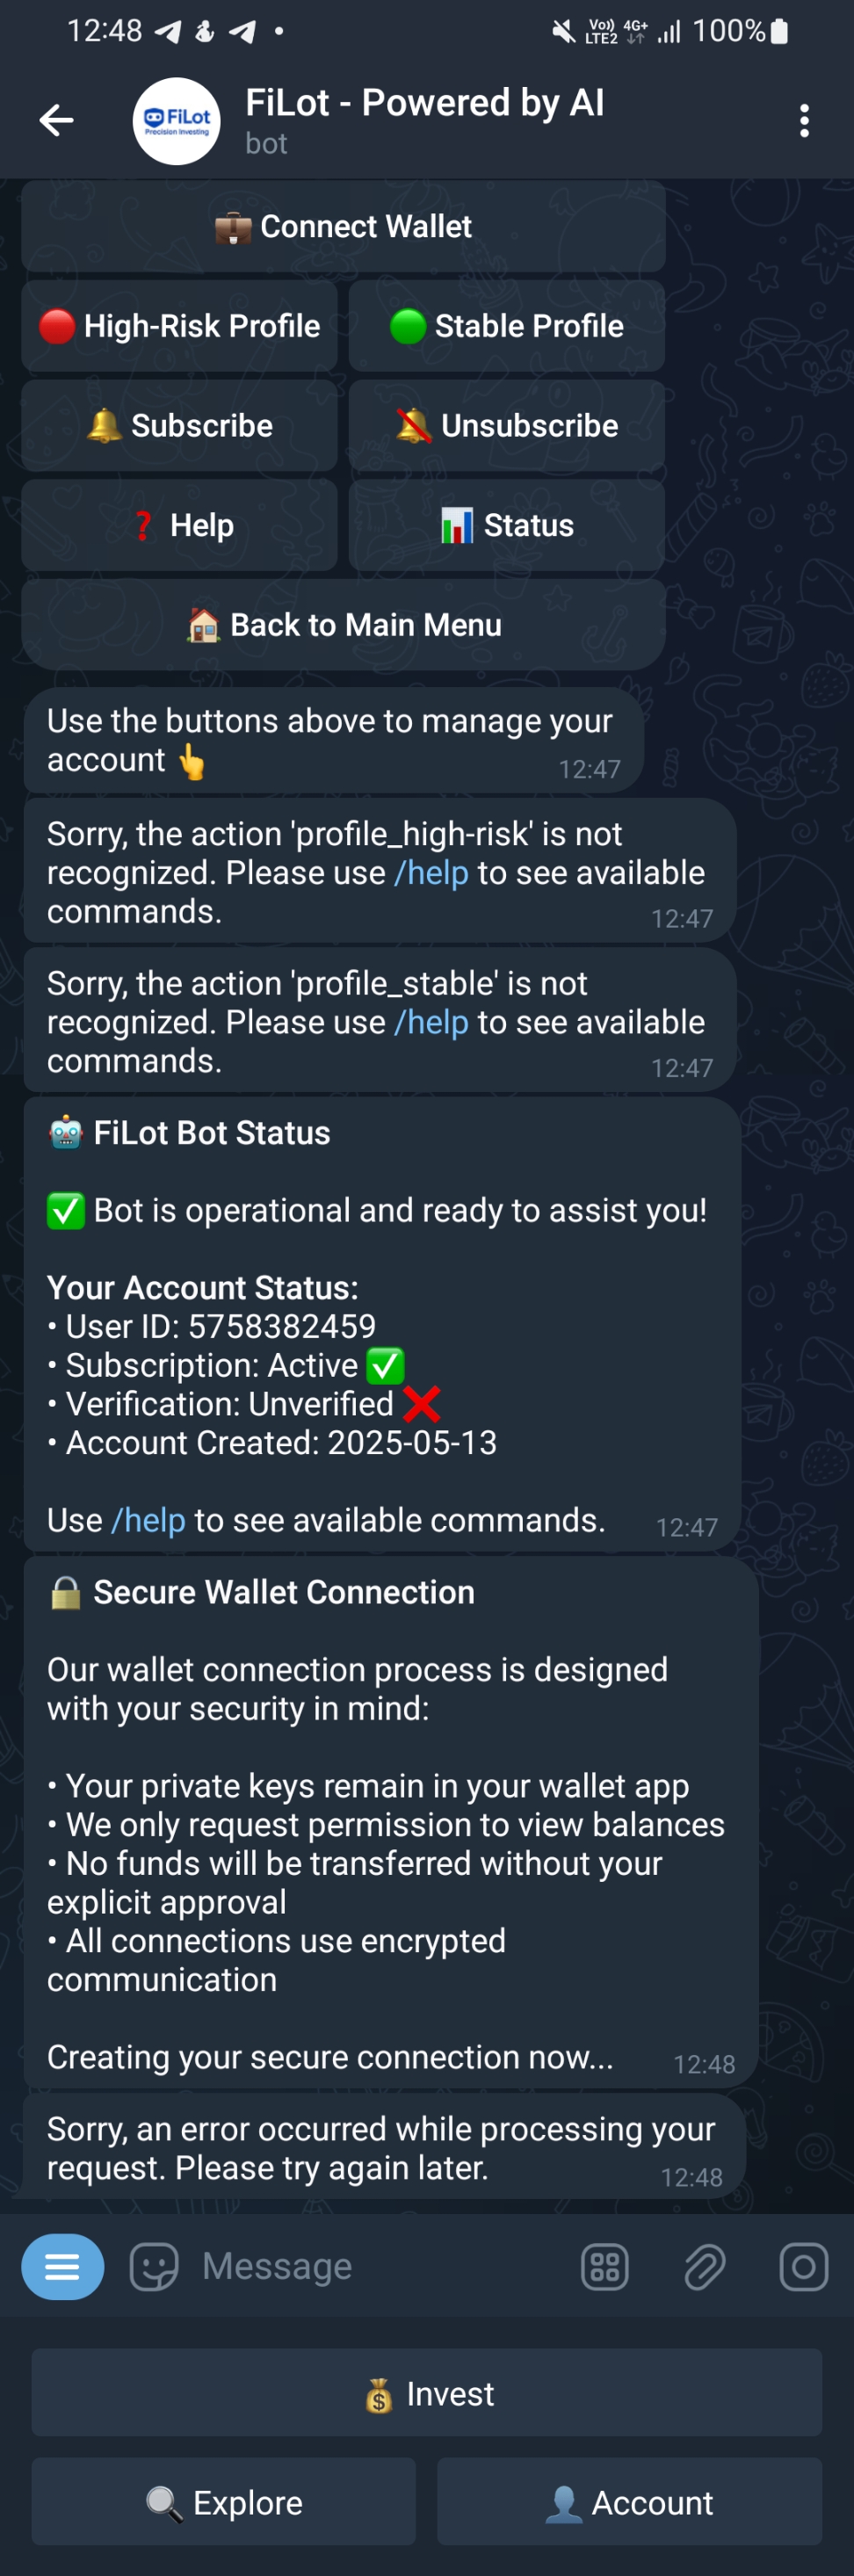 12:48
Vo) LTE2 4G+ 100%
FiLot
Precision Investing
FiLot - Powered by AI
bot
Connect Wallet
High-Risk Profile
Stable Profile
Subscribe
Unsubscribe
Help
Status
Back to Main Menu
Use the buttons above to manage your
account
12:47
Sorry, the action 'profile_high-risk' is not
recognized. Please use /help to see available
commands.
12:47
Sorry, the action 'profile_stable' is not
recognized. Please use /help to see available
commands.
12:47
FiLot Bot Status
Bot is operational and ready to assist you!
Your Account Status:
• User ID: 5758382459
• Subscription: Active
• Verification: Unverified
• Account Created: 2025-05-13
Use /help to see available commands.
12:47
Secure Wallet Connection
Our wallet connection process is designed
with your security in mind:
• Your private keys remain in your wallet app
• We only request permission to view balances
• No funds will be transferred without your
explicit approval
• All connections use encrypted
communication
Creating your secure connection now...
12:48
Sorry, an error occurred while processing your
request. Please try again later.
12:48
Message
Invest
Explore
Account